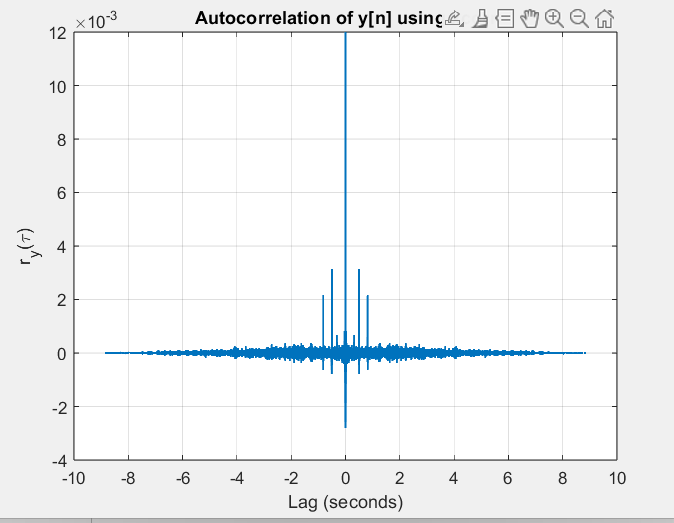 ×10⁻³
Autocorrelation of y[n] using
12
10
8
6
4
2
0
-2
-4
r_y(τ)
-10 -8 -6 -4 -2 0 2 4 6 8 10
Lag (seconds)